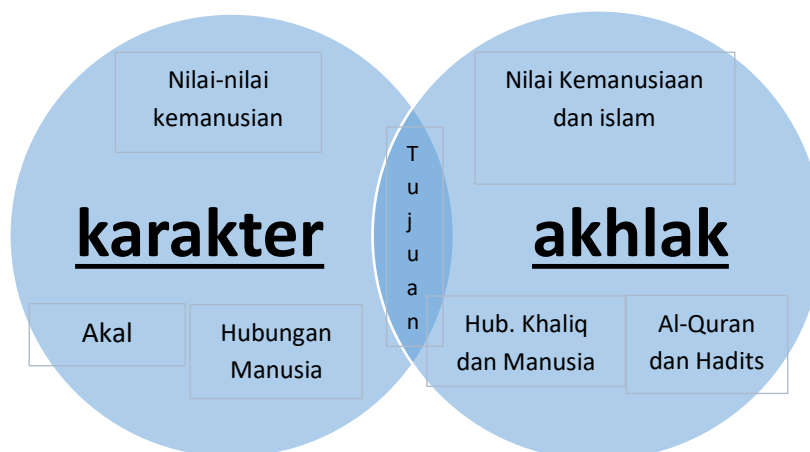 Nilai-nilai
kemanusian
karakter
Akal
Hubungan
Manusia
Tujuan
Nilai Kemanusiaan
dan islam
akhlak
Hub. Khaliq
dan Manusia
Al-Quran
dan Hadits